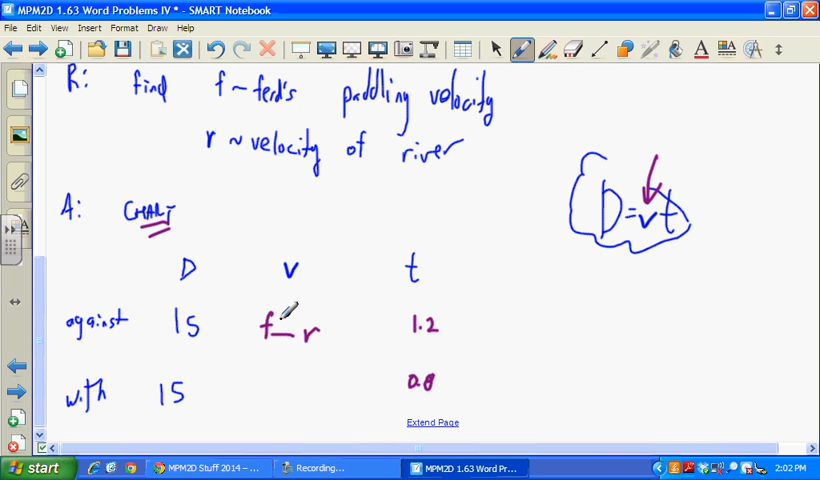 MPM2D 1.63 Word Problems IV * - SMART Notebook
File Edit View Insert Format Draw Help
R: find f ~ ferd's paddling velocity
r ~ velocity of river
D = vt
A: CHART
D v t
against 15 f - r 1.2
with 15 0.8
Extend Page
start MPM2D Stuff 2014 – ... Recording... MPM2D 1.63 Word Pr... 2:02 PM